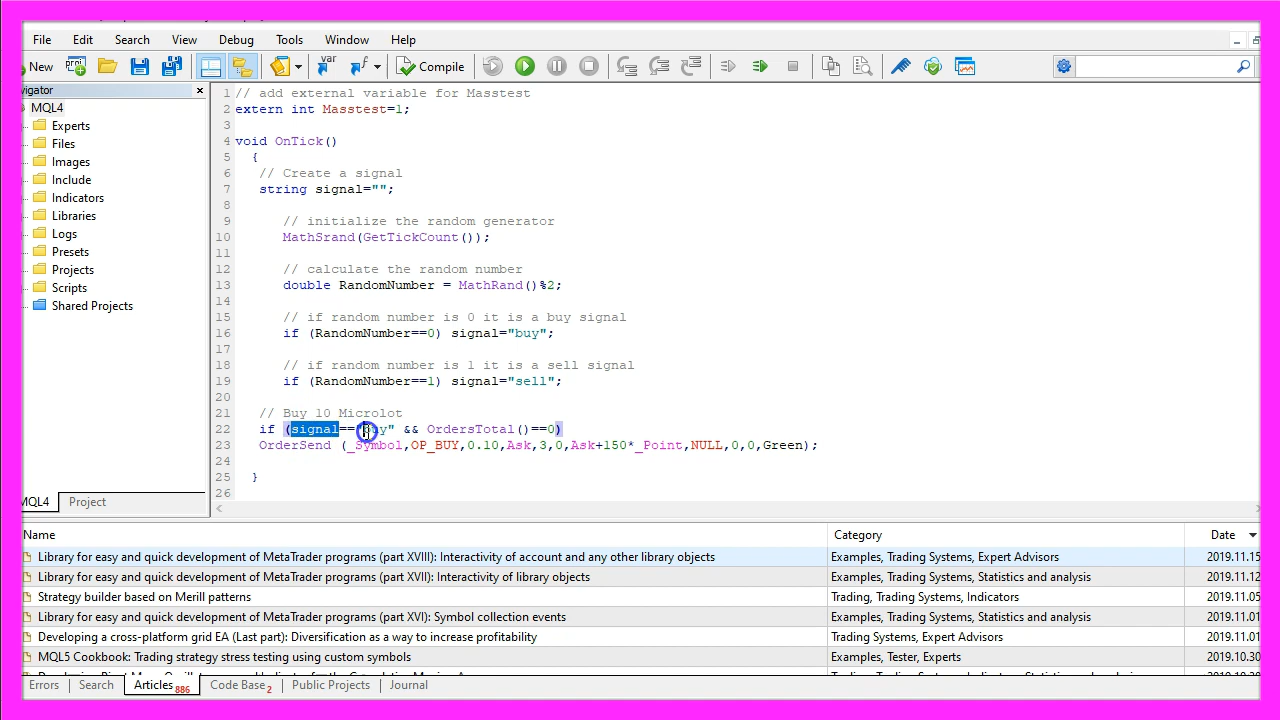 File Edit Search View Debug Tools Window Help
New Compile
avigator
MQL4
Experts
Files
Images
Include
Indicators
Libraries
Logs
Presets
Projects
Scripts
Shared Projects
MQL4 Project
1 // add external variable for Masstest
2 extern int Masstest=1;
3
4 void OnTick()
5 {
6 // Create a signal
7 string signal="";
8
9 // initialize the random generator
10 MathSrand(GetTickCount());
11
12 // calculate the random number
13 double RandomNumber = MathRand()%2;
14
15 // if random number is 0 it is a buy signal
16 if (RandomNumber==0) signal="buy";
17
18 // if random number is 1 it is a sell signal
19 if (RandomNumber==1) signal="sell";
20
21 // Buy 10 Microlot
22 if (signal=="buy" && OrdersTotal()==0)
23 OrderSend (_Symbol,OP_BUY,0.10,Ask,3,0,Ask+150*_Point,NULL,0,0,Green);
24
25 }
26
Name Category Date
Library for easy and quick development of MetaTrader programs (part XVIII): Interactivity of account and any other library objects Examples, Trading Systems, Expert Advisors 2019.11.15
Library for easy and quick development of MetaTrader programs (part XVII): Interactivity of library objects Examples, Trading Systems, Statistics and analysis 2019.11.12
Strategy builder based on Merill patterns Trading, Trading Systems, Indicators 2019.11.05
Library for easy and quick development of MetaTrader programs (part XVI): Symbol collection events Examples, Trading Systems, Statistics and analysis 2019.11.01
Developing a cross-platform grid EA (Last part): Diversification as a way to increase profitability Trading Systems, Expert Advisors 2019.11.01
MQL5 Cookbook: Trading strategy stress testing using custom symbols Examples, Tester, Experts 2019.10.30
Errors Search Articles 886 Code Base 2 Public Projects Journal